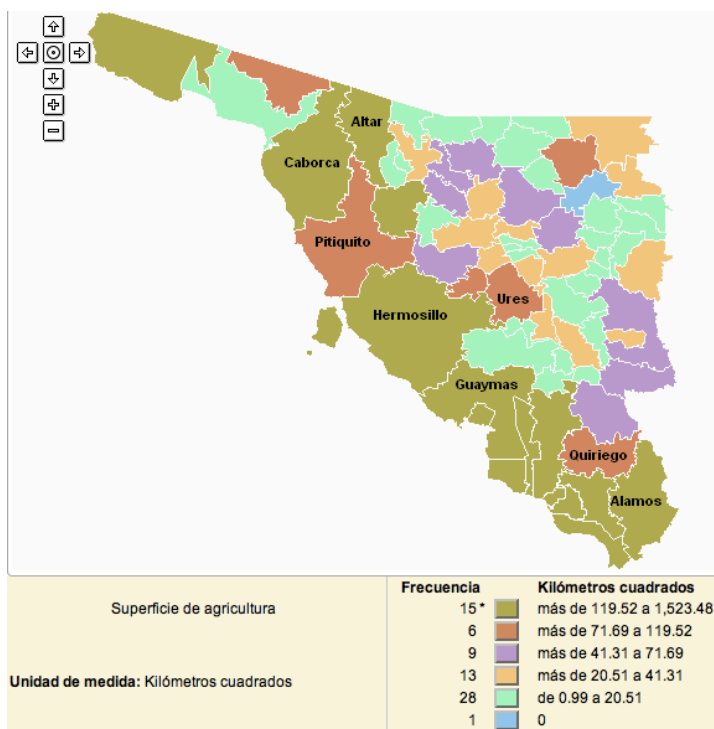 Altar
Caborca
Pitiquito
Ures
Hermosillo
Guaymas
Quiriego
Alamos
Frecuencia Kilómetros cuadrados
Superficie de agricultura
15 * más de 119.52 a 1,523.48
6 más de 71.69 a 119.52
9 más de 41.31 a 71.69
Unidad de medida: Kilómetros cuadrados
13 más de 20.51 a 41.31
28 de 0.99 a 20.51
1 0